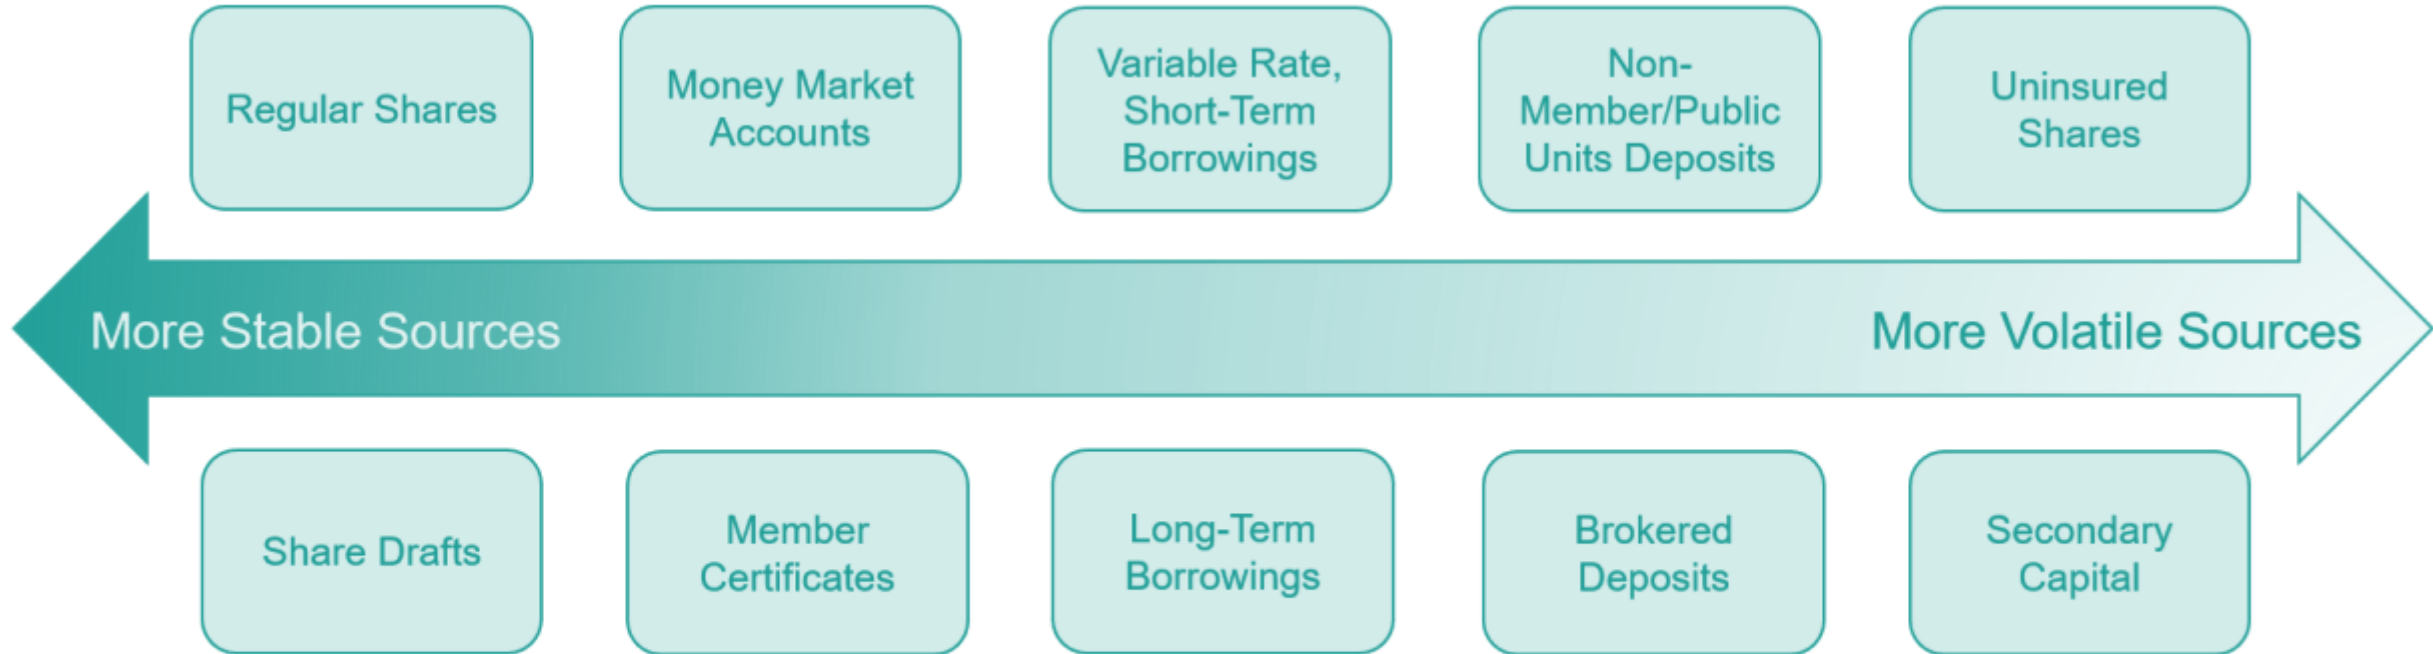 Regular Shares
Money Market
Accounts
Variable Rate,
Short-Term
Borrowings
Non-
Member/Public
Units Deposits
Uninsured
Shares
More Stable Sources
More Volatile Sources
Share Drafts
Member
Certificates
Long-Term
Borrowings
Brokered
Deposits
Secondary
Capital